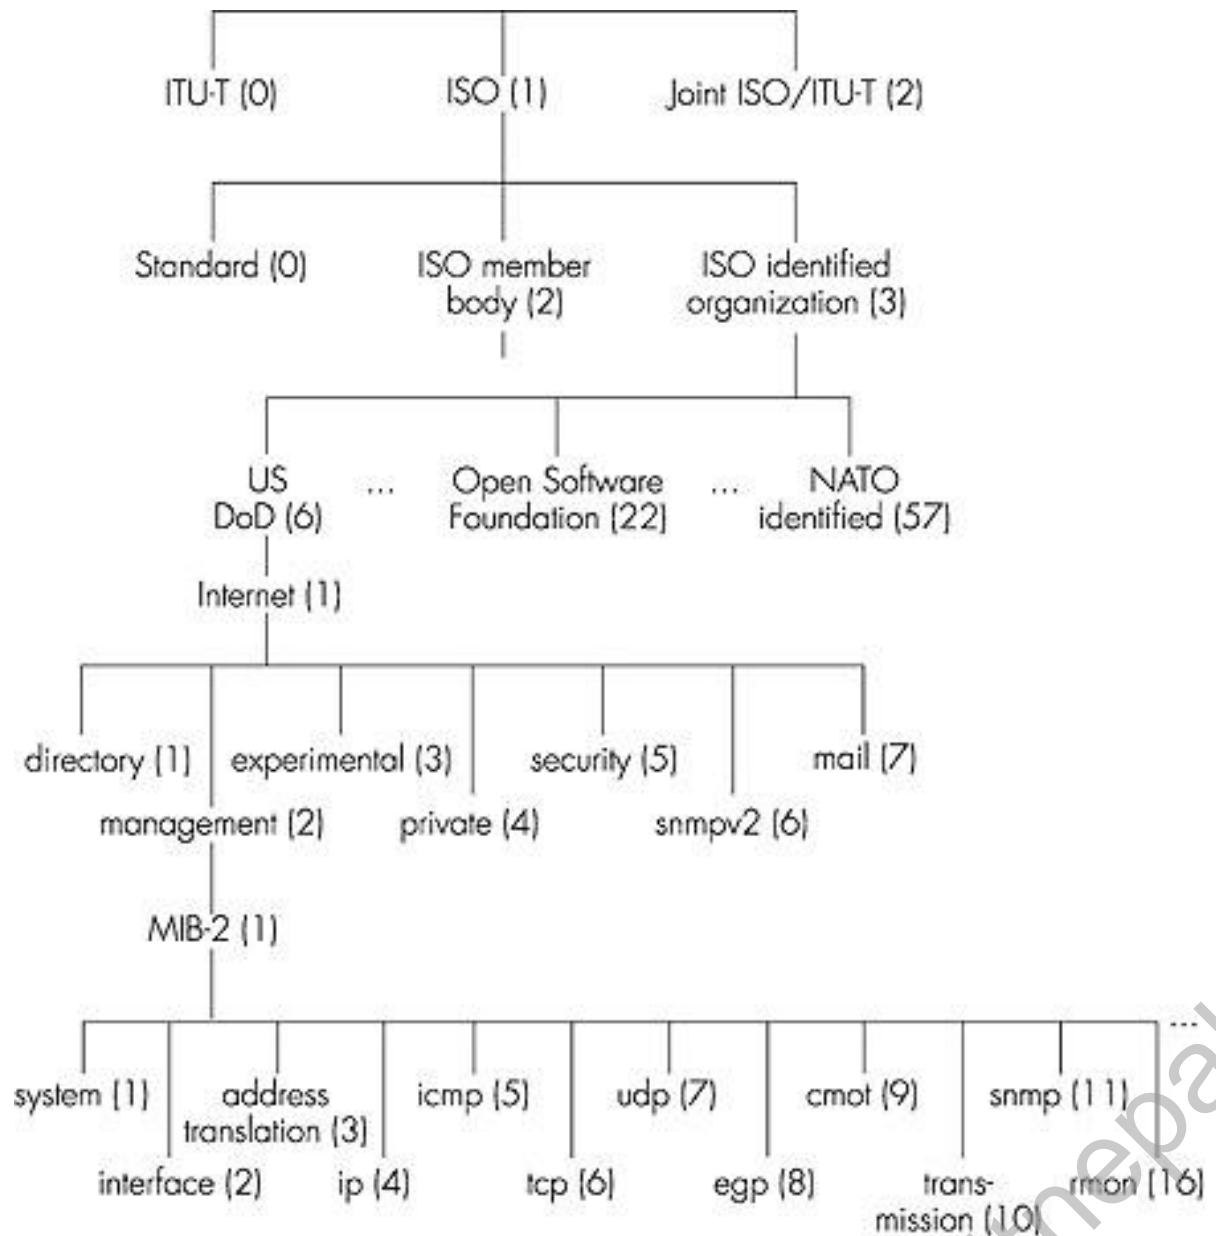 ITU-T (0) ISO (1) Joint ISO/ITU-T (2)
Standard (0) ISO member body (2) ISO identified organization (3)
US DoD (6) ... Open Software Foundation (22) ... NATO identified (57)
Internet (1)
directory (1) experimental (3) security (5) mail (7)
management (2) private (4) snmpv2 (6)
MIB-2 (1)
...
system (1) address translation (3) icmp (5) udp (7) cmot (9) snmp (11)
interface (2) ip (4) tcp (6) egp (8) trans-
mission (10) rmon (16)